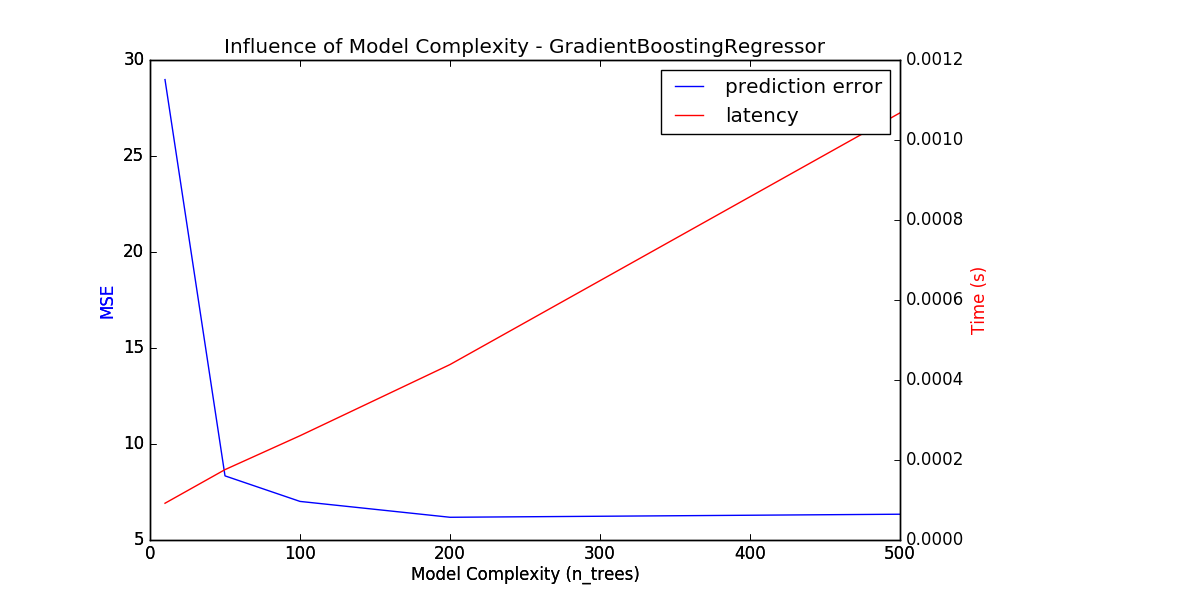 Influence of Model Complexity - GradientBoostingRegressor
prediction error
latency
30
25
20
15
10
5
MSE
0.0012
0.0010
0.0008
0.0006
0.0004
0.0002
0.0000
Time (s)
0 100 200 300 400 500
Model Complexity (n_trees)